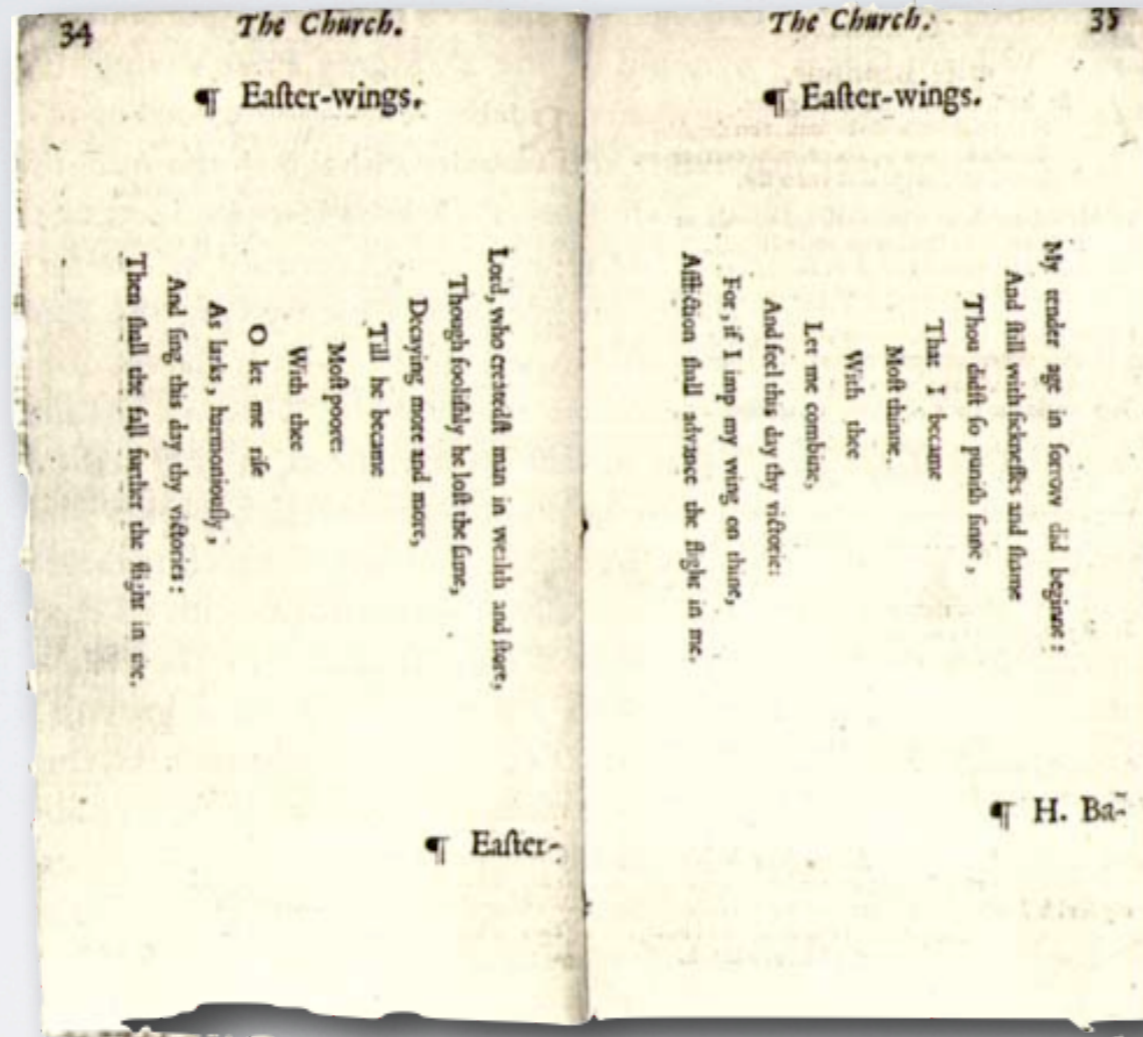 34 The Church.
¶ Eaſter-wings.
Lord, who createdſt man in wealth and ſtore,
Though fooliſhly he loſt the ſame,
Decaying more and more,
Till he became
Moſt poore:
With thee
O let me riſe
As larks, harmoniouſly,
And ſing this day thy victories:
Then ſhall the fall further the flight in me.
¶ Eaſter-
The Church. 35
¶ Eaſter-wings.
My tender age in ſorrow did beginne:
And ſtill with ſickneſſes and ſhame
Thou didſt ſo puniſh ſinne,
That I became
Moſt thinne.
With thee
Let me combine,
And feel this day thy victorie:
For, if I imp my wing on thine,
Affliction ſhall advance the flight in me.
¶ H. Ba-